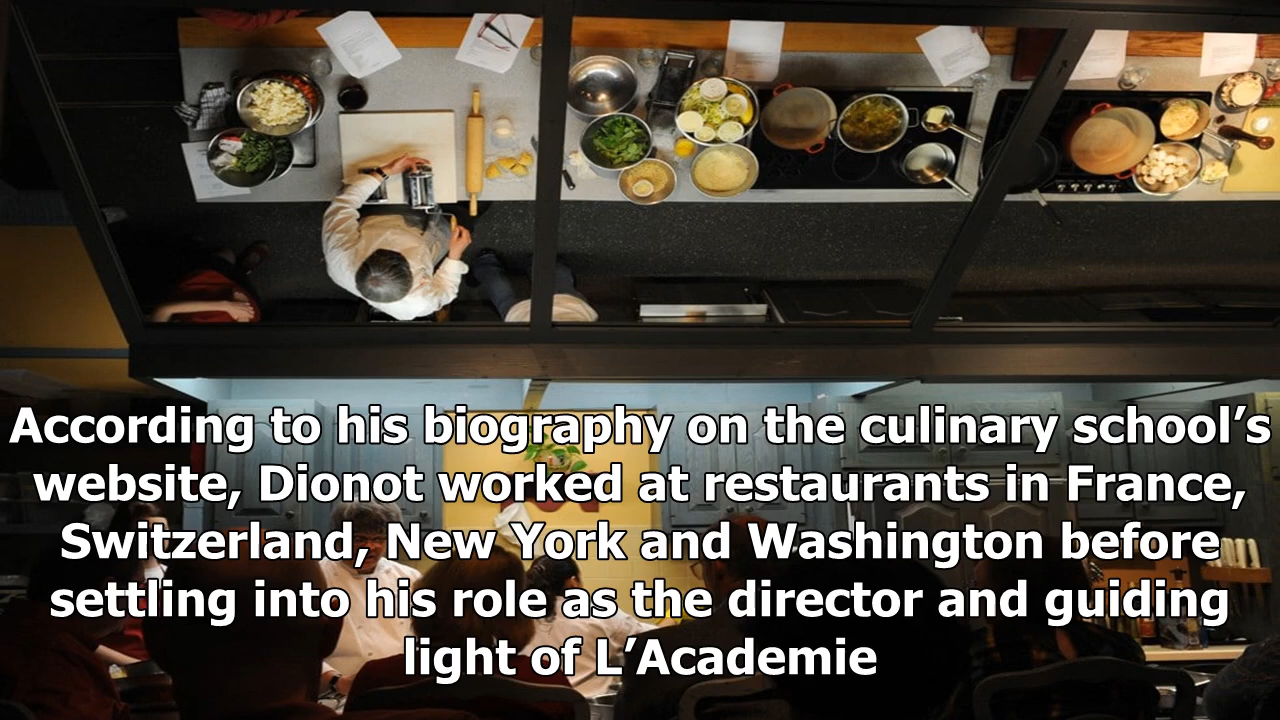 According to his biography on the culinary school’s
website, Dionot worked at restaurants in France,
Switzerland, New York and Washington before
settling into his role as the director and guiding
light of L’Academie